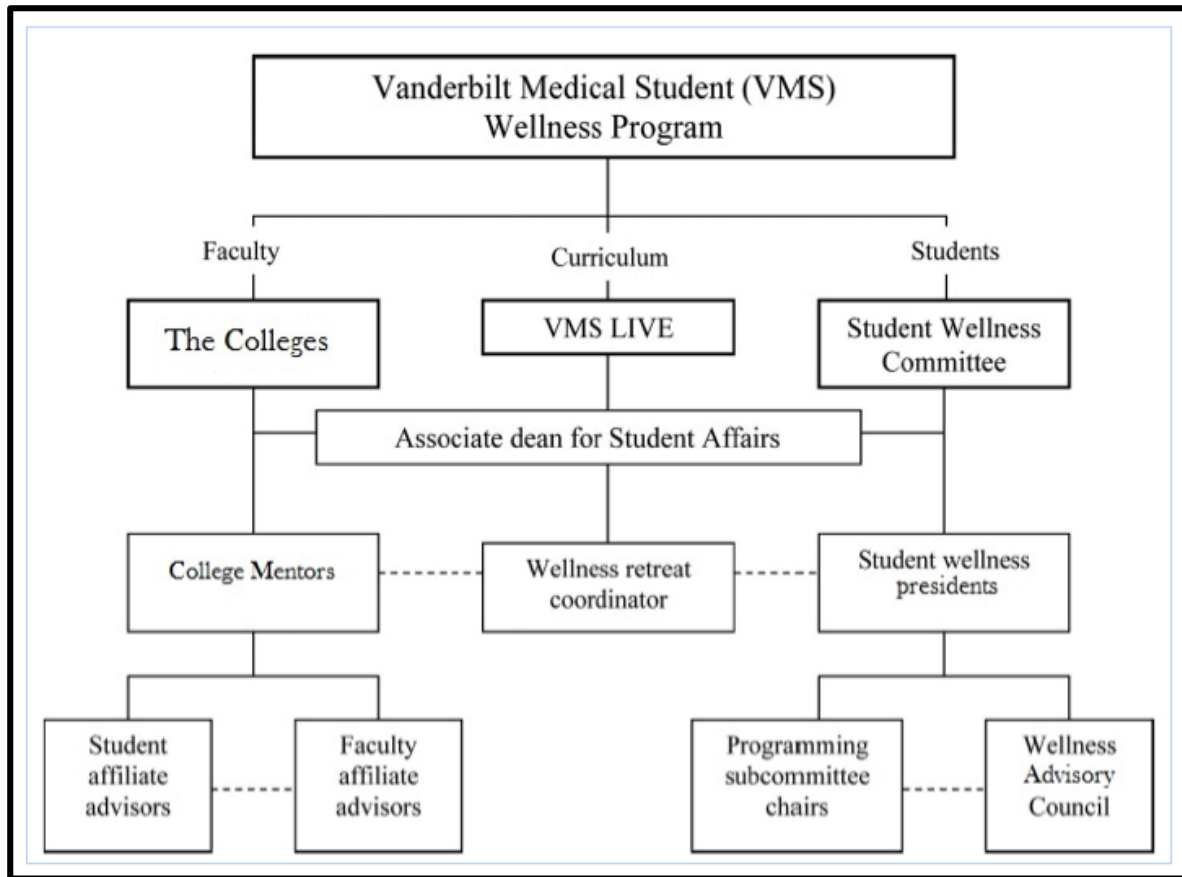 Vanderbilt Medical Student (VMS)
Wellness Program
Faculty
Curriculum
Students
The Colleges
VMS LIVE
Student Wellness
Committee
Associate dean for Student Affairs
College Mentors
Wellness retreat
coordinator
Student wellness
presidents
Student
affiliate
advisors
Faculty
affiliate
advisors
Programming
subcommittee
chairs
Wellness
Advisory
Council